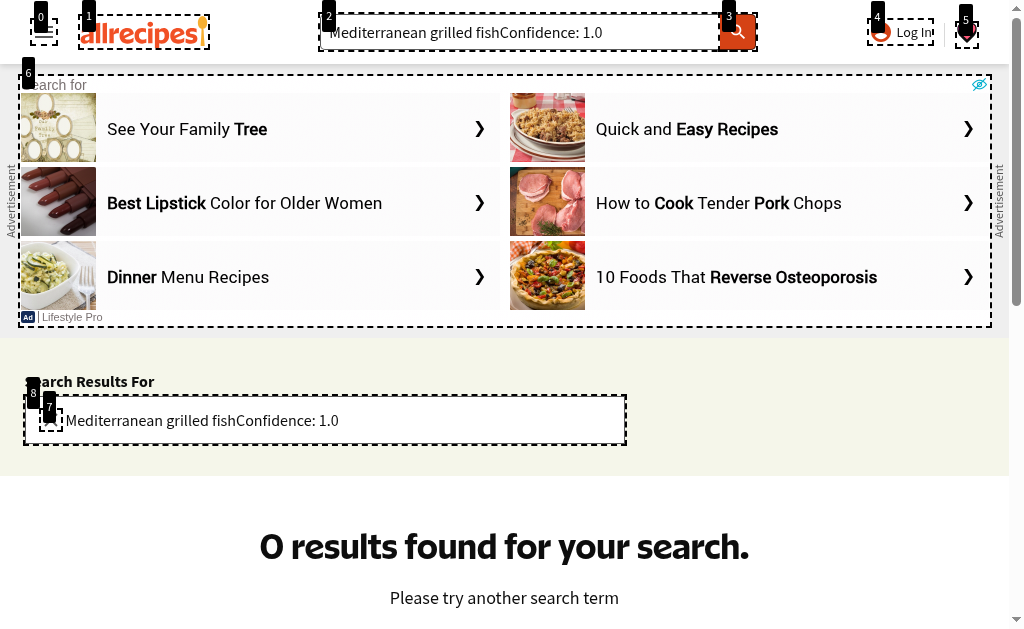 0
1
2
3
4
5
allrecipes
Mediterranean grilled fishConfidence: 1.0
Log In
6
Search for
See Your Family Tree
Quick and Easy Recipes
Best Lipstick Color for Older Women
How to Cook Tender Pork Chops
Dinner Menu Recipes
10 Foods That Reverse Osteoporosis
Ad Lifestyle Pro
Advertisement
Advertisement
Search Results For
8
7
Mediterranean grilled fishConfidence: 1.0
0 results found for your search.
Please try another search term